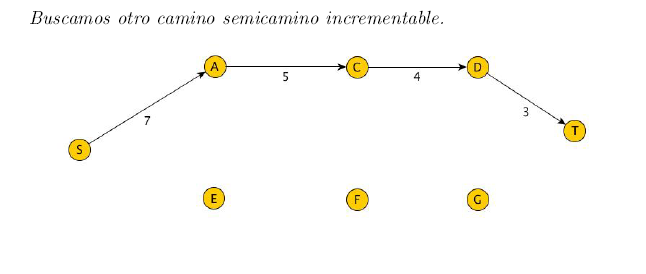 Buscamos otro camino semicamino incrementable.
A
C
D
5
4
3
7
T
S
E
F
G